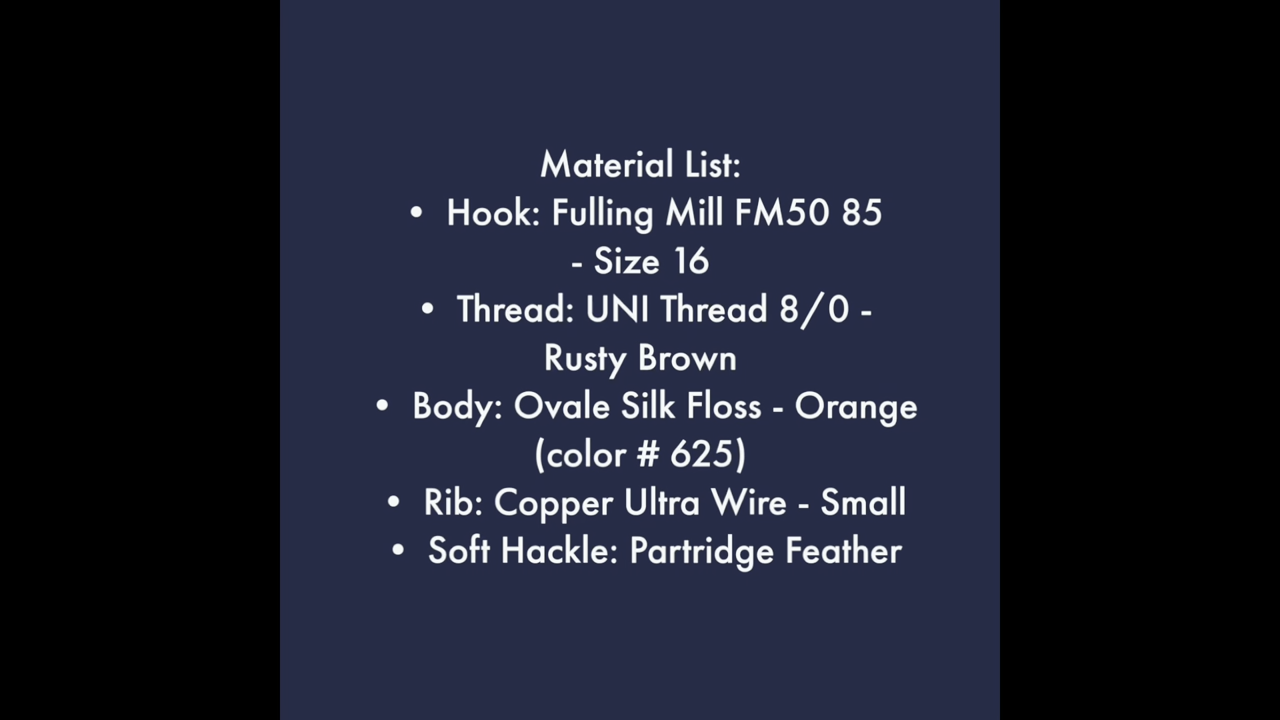 Material List:
• Hook: Fulling Mill FM50 85
- Size 16
• Thread: UNI Thread 8/0 -
Rusty Brown
• Body: Ovale Silk Floss - Orange
(color # 625)
• Rib: Copper Ultra Wire - Small
• Soft Hackle: Partridge Feather